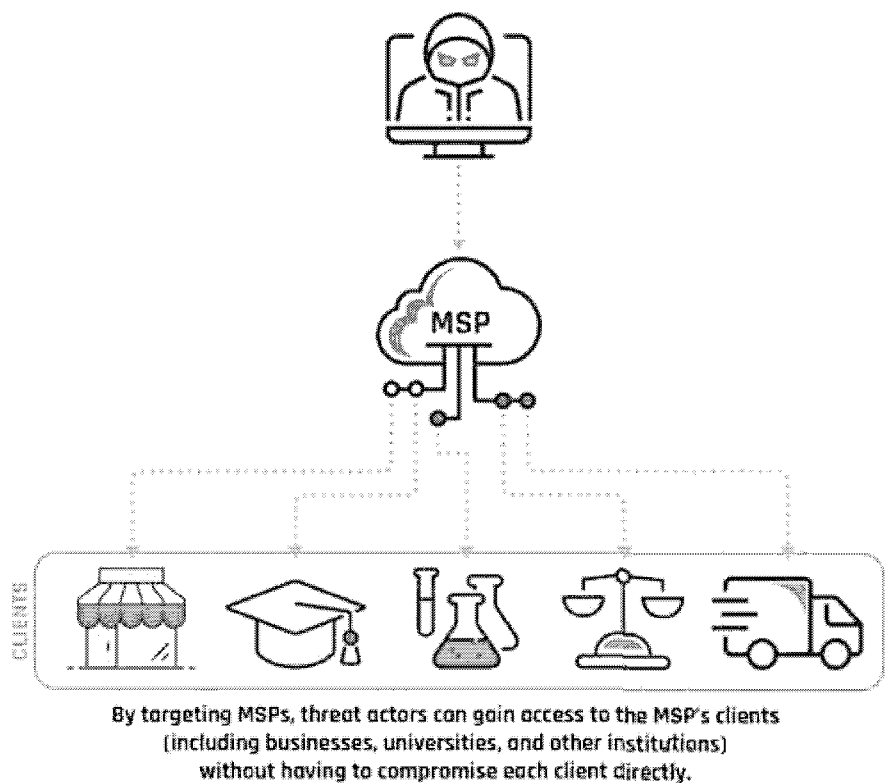 MSP
CLIENTS
By targeting MSPs, threat actors can gain access to the MSP's clients
(including businesses, universities, and other institutions)
without having to compromise each client directly.